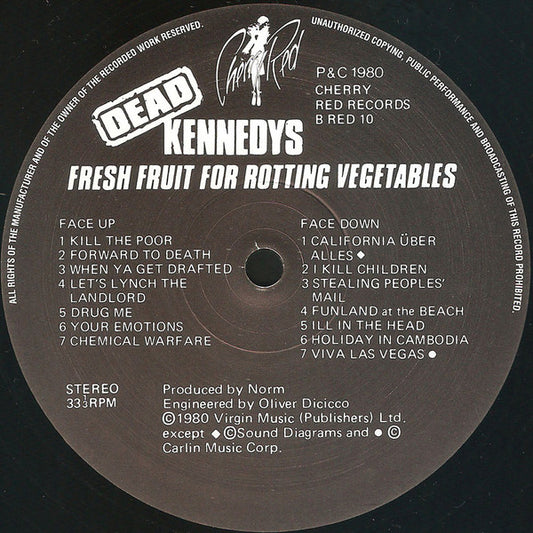 ALL RIGHTS OF THE MANUFACTURER AND OF THE OWNER OF THE RECORDED WORK RESERVED.
UNAUTHORIZED COPYING, PUBLIC PERFORMANCE AND BROADCASTING OF THIS RECORD PROHIBITED.
Cherry Red
P & C 1980
CHERRY
RED RECORDS
B RED 10
DEAD
KENNEDYS
FRESH FRUIT FOR ROTTING VEGETABLES
FACE UP
1 KILL THE POOR
2 FORWARD TO DEATH
3 WHEN YA GET DRAFTED
4 LET'S LYNCH THE
LANDLORD
5 DRUG ME
6 YOUR EMOTIONS
7 CHEMICAL WARFARE
FACE DOWN
1 CALIFORNIA ÜBER
ALLES ◆
2 I KILL CHILDREN
3 STEALING PEOPLES'
MAIL
4 FUNLAND at the BEACH
5 ILL IN THE HEAD
6 HOLIDAY IN CAMBODIA
7 VIVA LAS VEGAS ●
STEREO
33⅓RPM
Produced by Norm
Engineered by Oliver Dicicco
©1980 Virgin Music (Publishers) Ltd.
except ◆ ©Sound Diagrams and ● ©
Carlin Music Corp.